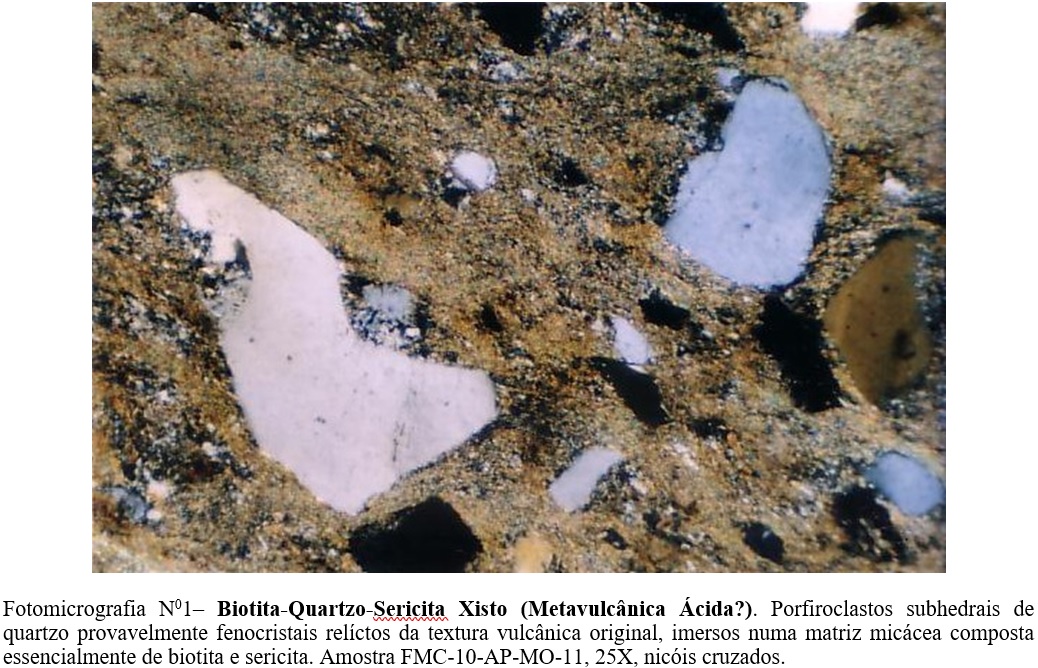 Fotomicrografia N⁰1– Biotita-Quartzo-Sericita Xisto (Metavulcânica Ácida?). Porfiroclastos subhedrais de
quartzo provavelmente fenocristais relíctos da textura vulcânica original, imersos numa matriz micácea composta
essencialmente de biotita e sericita. Amostra FMC-10-AP-MO-11, 25X, nicóis cruzados.